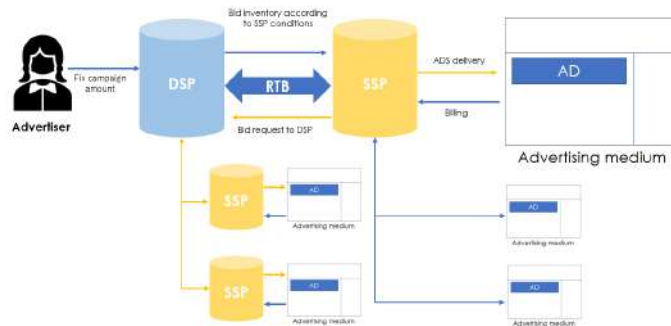 Bid inventory according
to SSP conditions
Fix campaign
amount
Advertiser
DSP
RTB
SSP
Bid request to DSP
ADS delivery
Billing
AD
Advertising medium
SSP
AD
Advertising medium
AD
Advertising medium
SSP
AD
Advertising medium
AD
Advertising medium